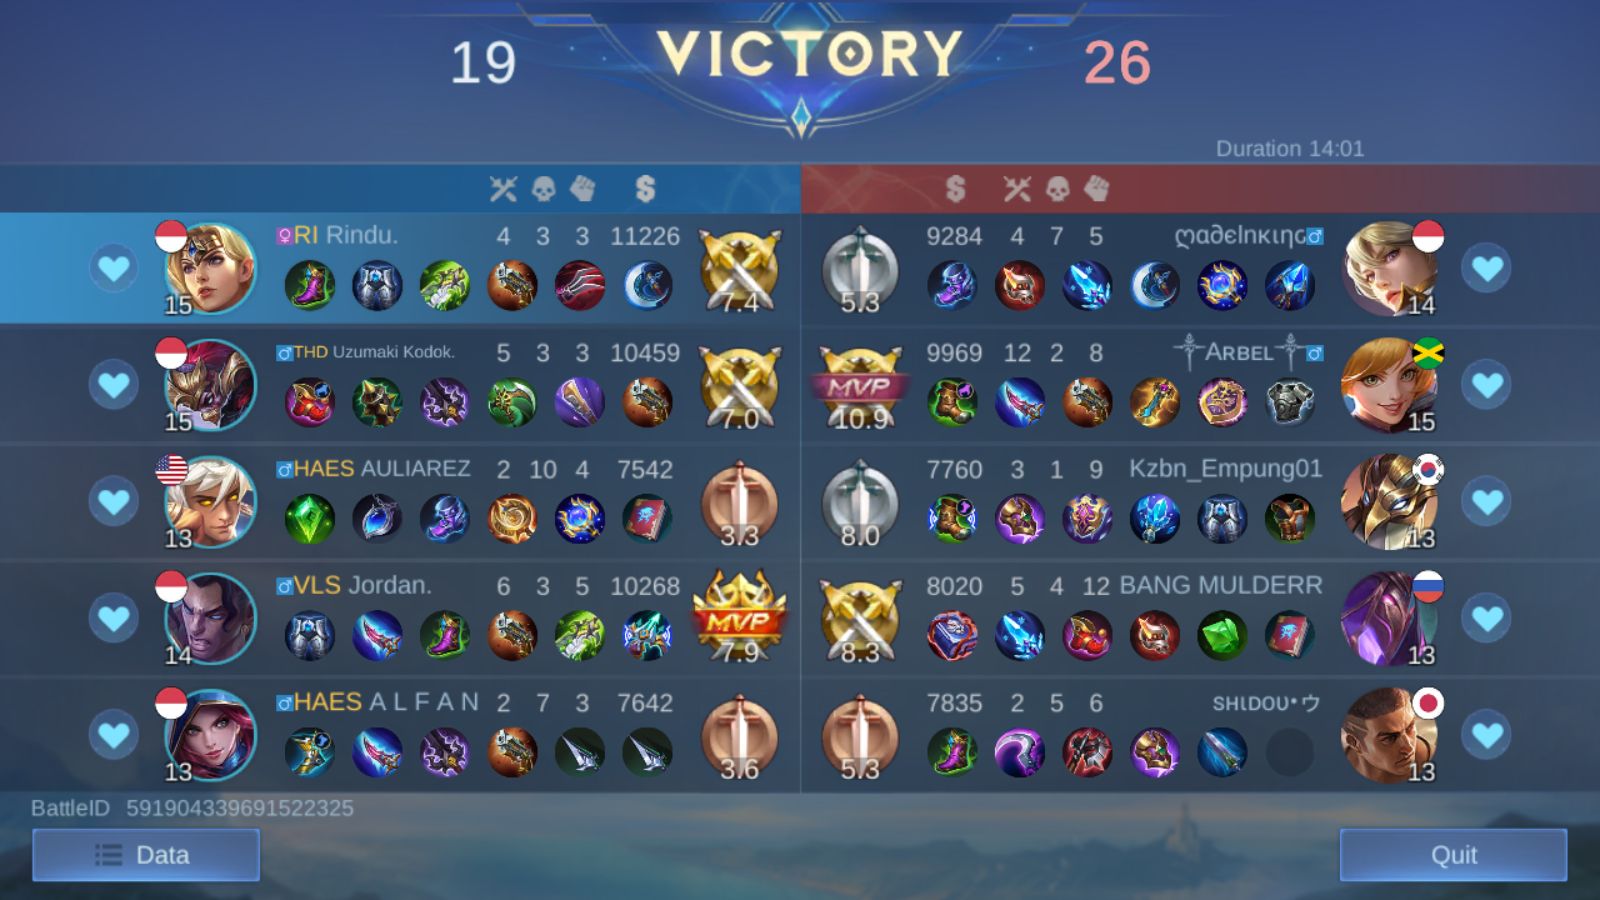 19 VICTORY 26
Duration 14:01
RI Rindu. 4 3 3 11226
15 7.4
5.3 9284 4 7 5 ღα∂єlnкιηG
14
THD Uzumaki Kodok. 5 3 3 10459
15 7.0
MVP 10.9 9969 12 2 8 ARBEL
15
HAES AULIAREZ 2 10 4 7542
13 3.3
8.0 7760 3 1 9 Kzbn_Empung01
13
VLS Jordan. 6 3 5 10268
14 MVP 7.9
8.3 8020 5 4 12 BANG MULDERR
13
HAES A L F A N 2 7 3 7642
13 3.6
5.3 7835 2 5 6 ѕнιDOU•ウ
13
BattleID 591904339691522325
Data
Quit